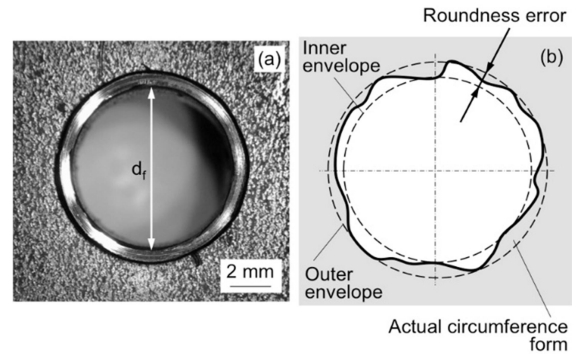 (a)
d_f
2 mm
Roundness error
(b)
Inner
envelope
Outer
envelope
Actual circumference
form